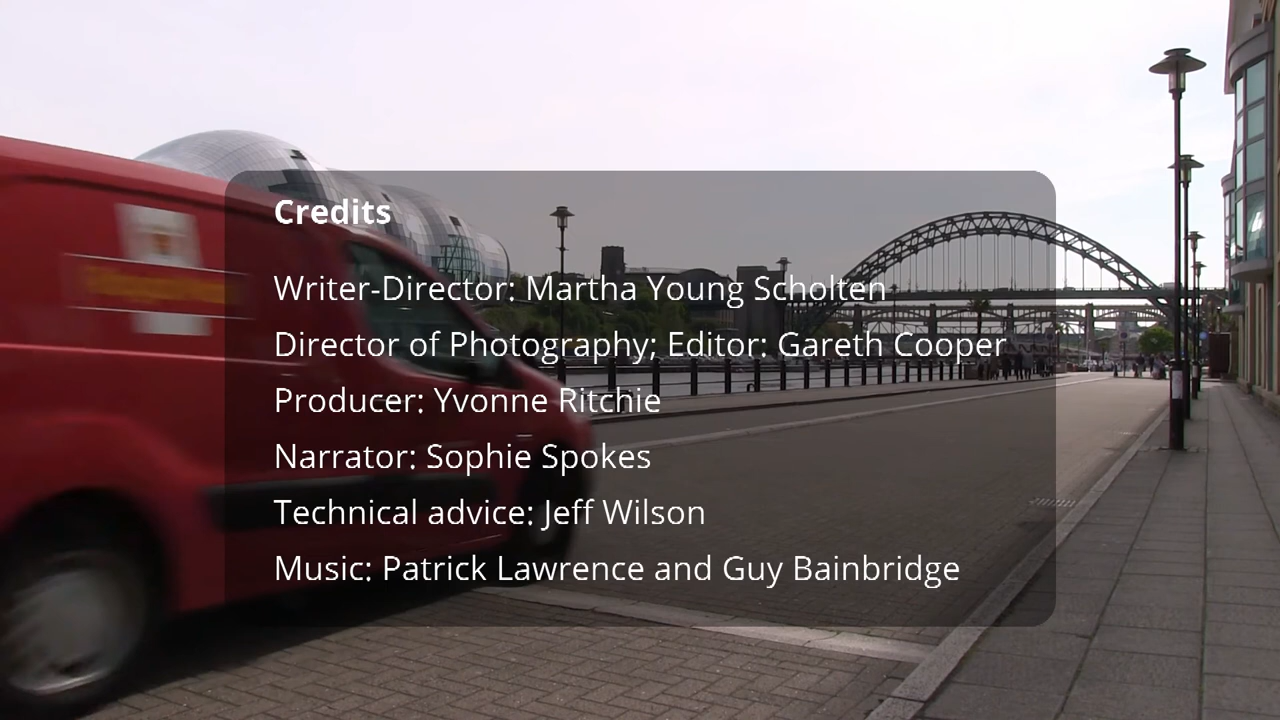 Credits
Writer-Director: Martha Young Scholten
Director of Photography; Editor: Gareth Cooper
Producer: Yvonne Ritchie
Narrator: Sophie Spokes
Technical advice: Jeff Wilson
Music: Patrick Lawrence and Guy Bainbridge